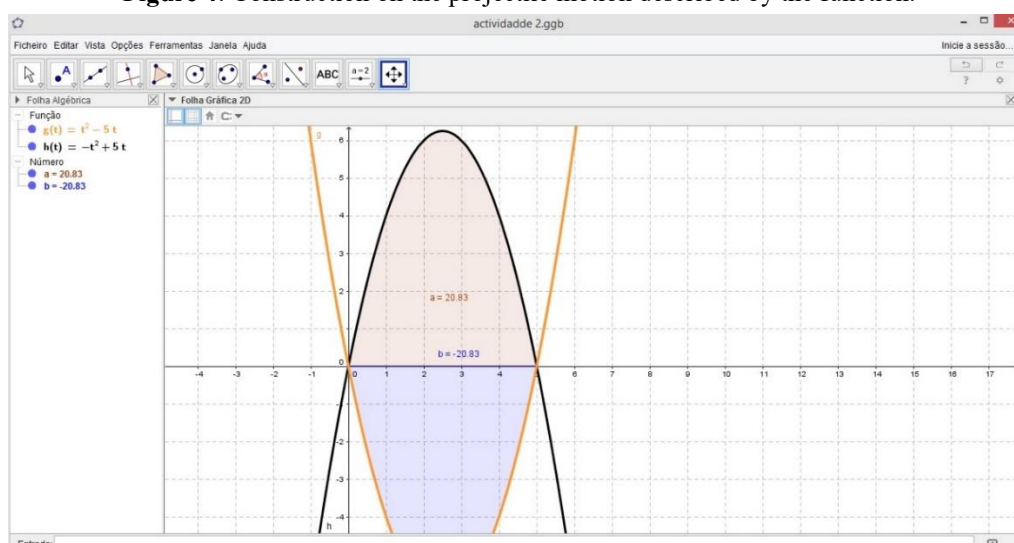 Figure 4. Construction on the projectile motion described by the function.
actividadde 2.ggb
Ficheiro Editar Vista Opções Ferramentas Janela Ajuda
Inicie a sessão...
ABC
a=2
Folha Algébrica
Folha Gráfica 2D
Função
g(t) = t² − 5 t
h(t) = −t² + 5 t
Número
a = 20.83
b = -20.83
g
6
5
4
3
2
a = 20.83
b = -20.83
0
-4 -3 -2 -1 0 1 2 3 4 5 6 7 8 9 10 11 12 13 14 15 16 17
-2
-3
-4
h